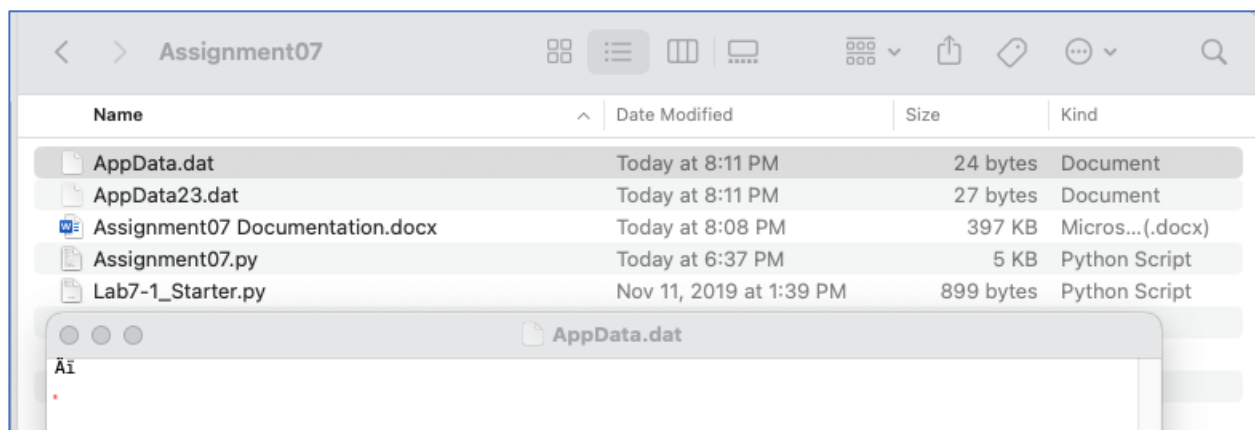 Assignment07
Name Date Modified Size Kind
AppData.dat Today at 8:11 PM 24 bytes Document
AppData23.dat Today at 8:11 PM 27 bytes Document
Assignment07 Documentation.docx Today at 8:08 PM 397 KB Micros...(.docx)
Assignment07.py Today at 6:37 PM 5 KB Python Script
Lab7-1_Starter.py Nov 11, 2019 at 1:39 PM 899 bytes Python Script
AppData.dat
Äï